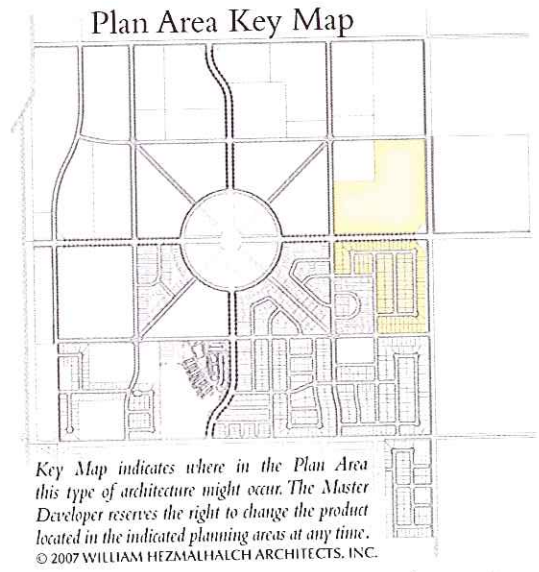 Plan Area Key Map
Key Map indicates where in the Plan Area
this type of architecture might occur. The Master
Developer reserves the right to change the product
located in the indicated planning areas at any time.
© 2007 WILLIAM HEZMALHALCH ARCHITECTS, INC.